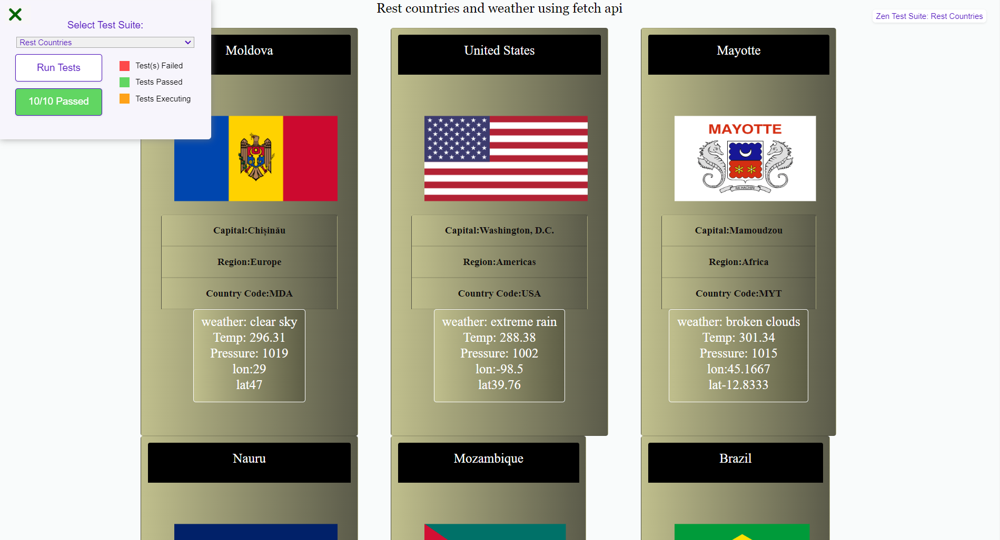 Rest countries and weather using fetch api
Zen Test Suite: Rest Countries
Select Test Suite:
Rest Countries
Run Tests
10/10 Passed
Test(s) Failed
Tests Passed
Tests Executing
Moldova
Capital:Chișinău
Region:Europe
Country Code:MDA
weather: clear sky
Temp: 296.31
Pressure: 1019
lon:29
lat47
United States
Capital:Washington, D.C.
Region:Americas
Country Code:USA
weather: extreme rain
Temp: 288.38
Pressure: 1002
lon:-98.5
lat39.76
Mayotte
MAYOTTE
RA HACHIRI
Capital:Mamoudzou
Region:Africa
Country Code:MYT
weather: broken clouds
Temp: 301.34
Pressure: 1015
lon:45.1667
lat-12.8333
Nauru
Mozambique
Brazil